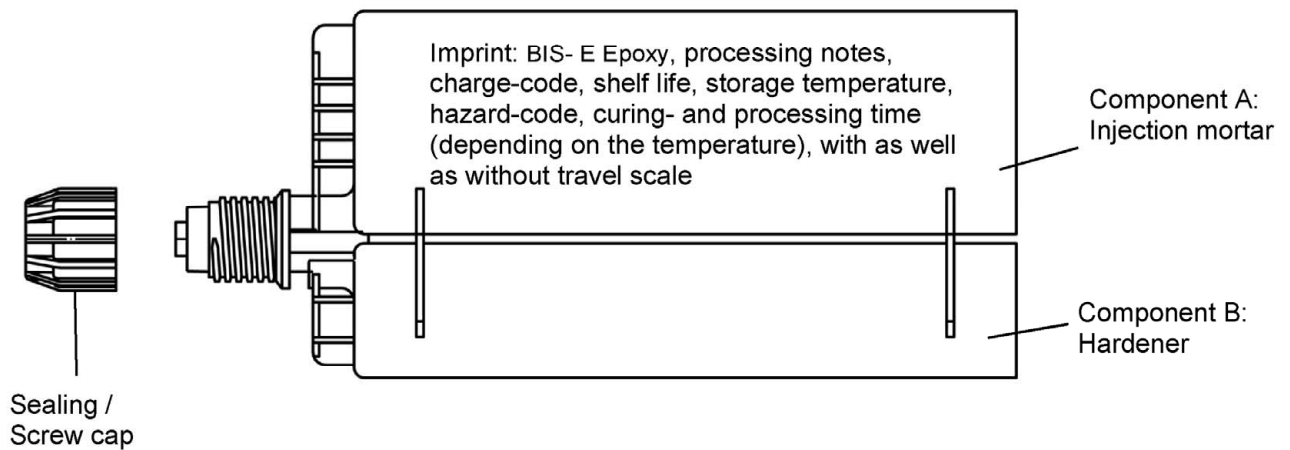 Imprint: BIS- E Epoxy, processing notes,
charge-code, shelf life, storage temperature,
hazard-code, curing- and processing time
(depending on the temperature), with as well
as without travel scale
Component A:
Injection mortar
Component B:
Hardener
Sealing /
Screw cap